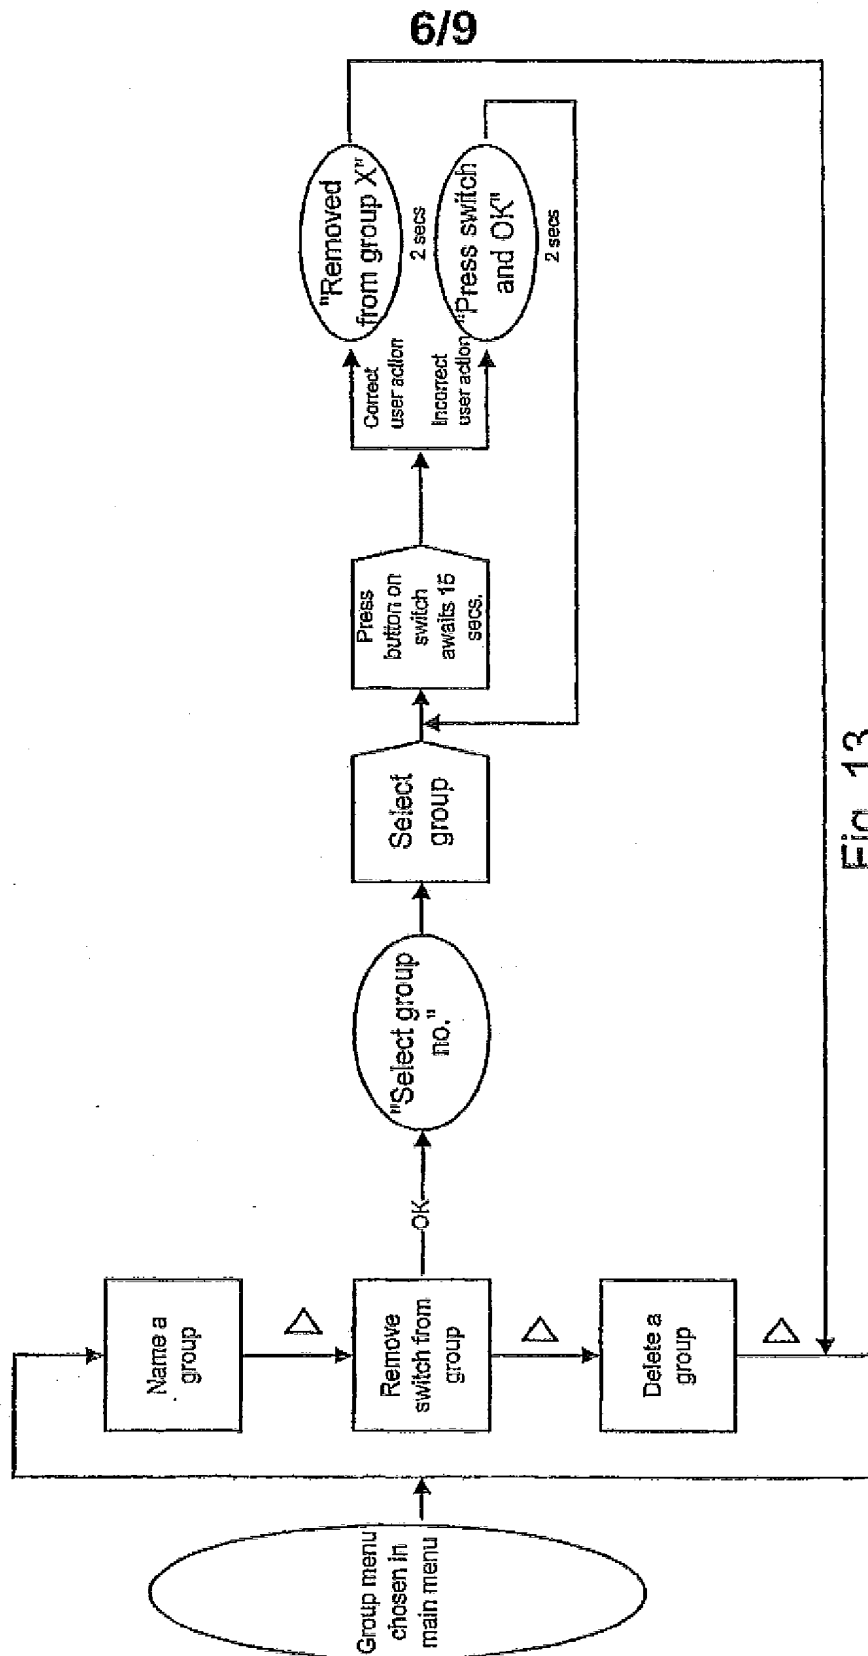 6/9
Group menu
chosen in
main menu
Name a
group
Remove
switch from
group
Delete a
group
OK
"Select group
no."
Select
group
Press
button on
switch
awaits 15
secs.
Correct
user action
Incorrect
user action
"Removed
from group X"
2 secs
"Press switch
and OK"
2 secs
Fig. 13